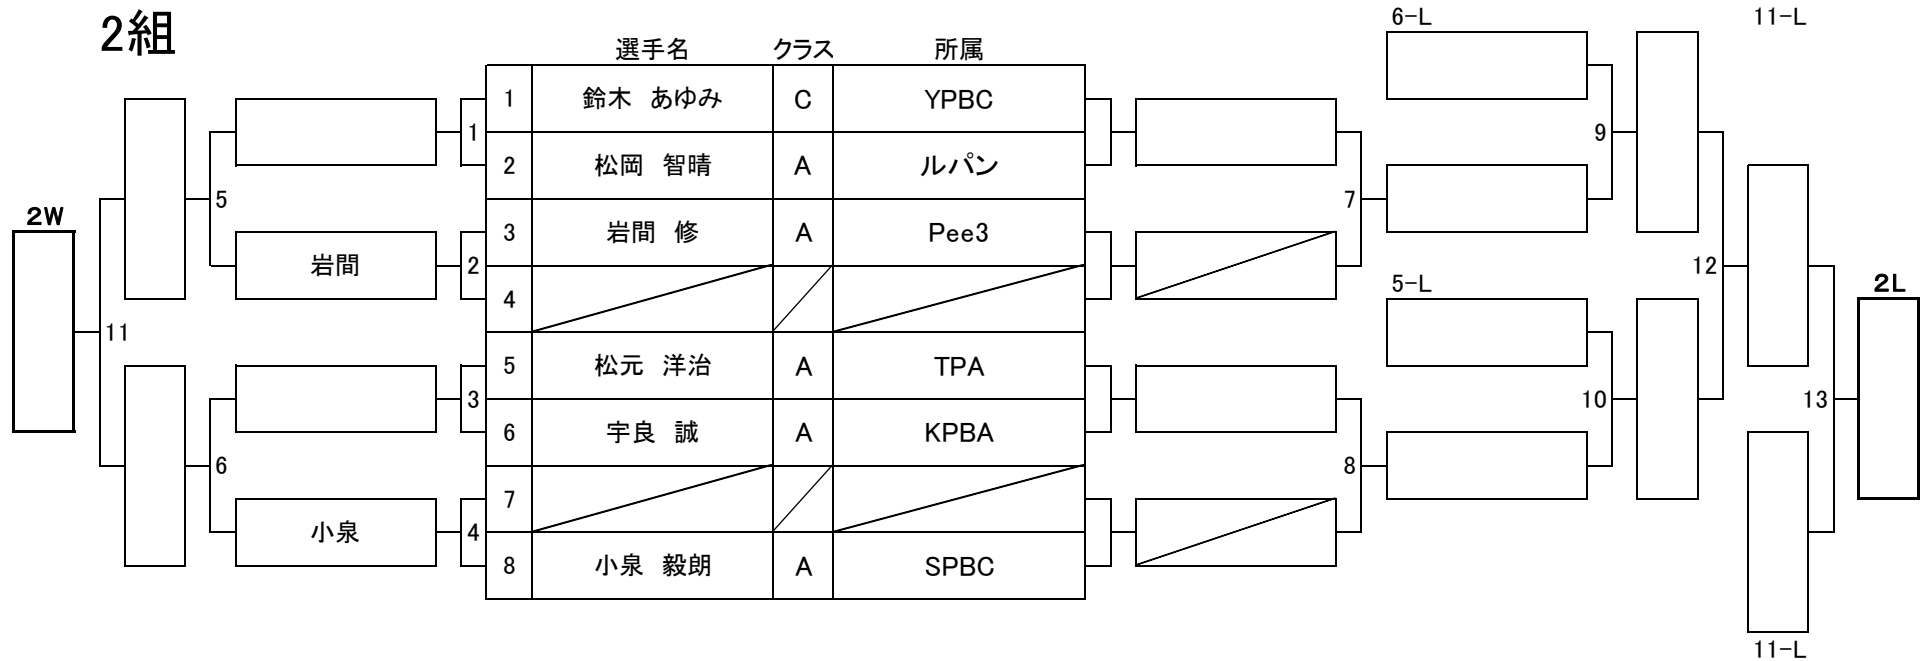 2組
6-L
11-L
選手名 クラス 所属
1 鈴木 あゆみ C YPBC
1
9
2 松岡 智晴 A ルパン
5
7
2W
3 岩間 修 A Pee3
岩間
2
12
4
5-L
2L
11
5 松元 洋治 A TPA
3
10
13
6 宇良 誠 A KPBA
6
8
7
小泉
4
8 小泉 毅朗 A SPBC
11-L